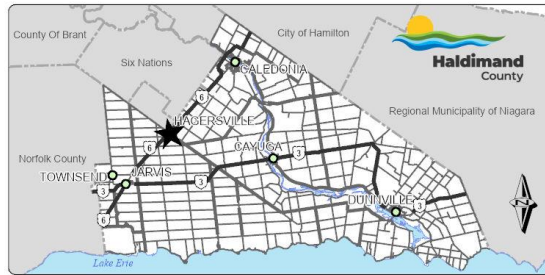 County Of Brant
City of Hamilton
Haldimand
County
Six Nations
CALEDONIA
6
3
Regional Municipality of Niagara
HAGERSVILLE
6
CAYUGA
3
Norfolk County
TOWNSEND
JARVIS
3
3
DUNNVILLE
3
6
Lake Erie